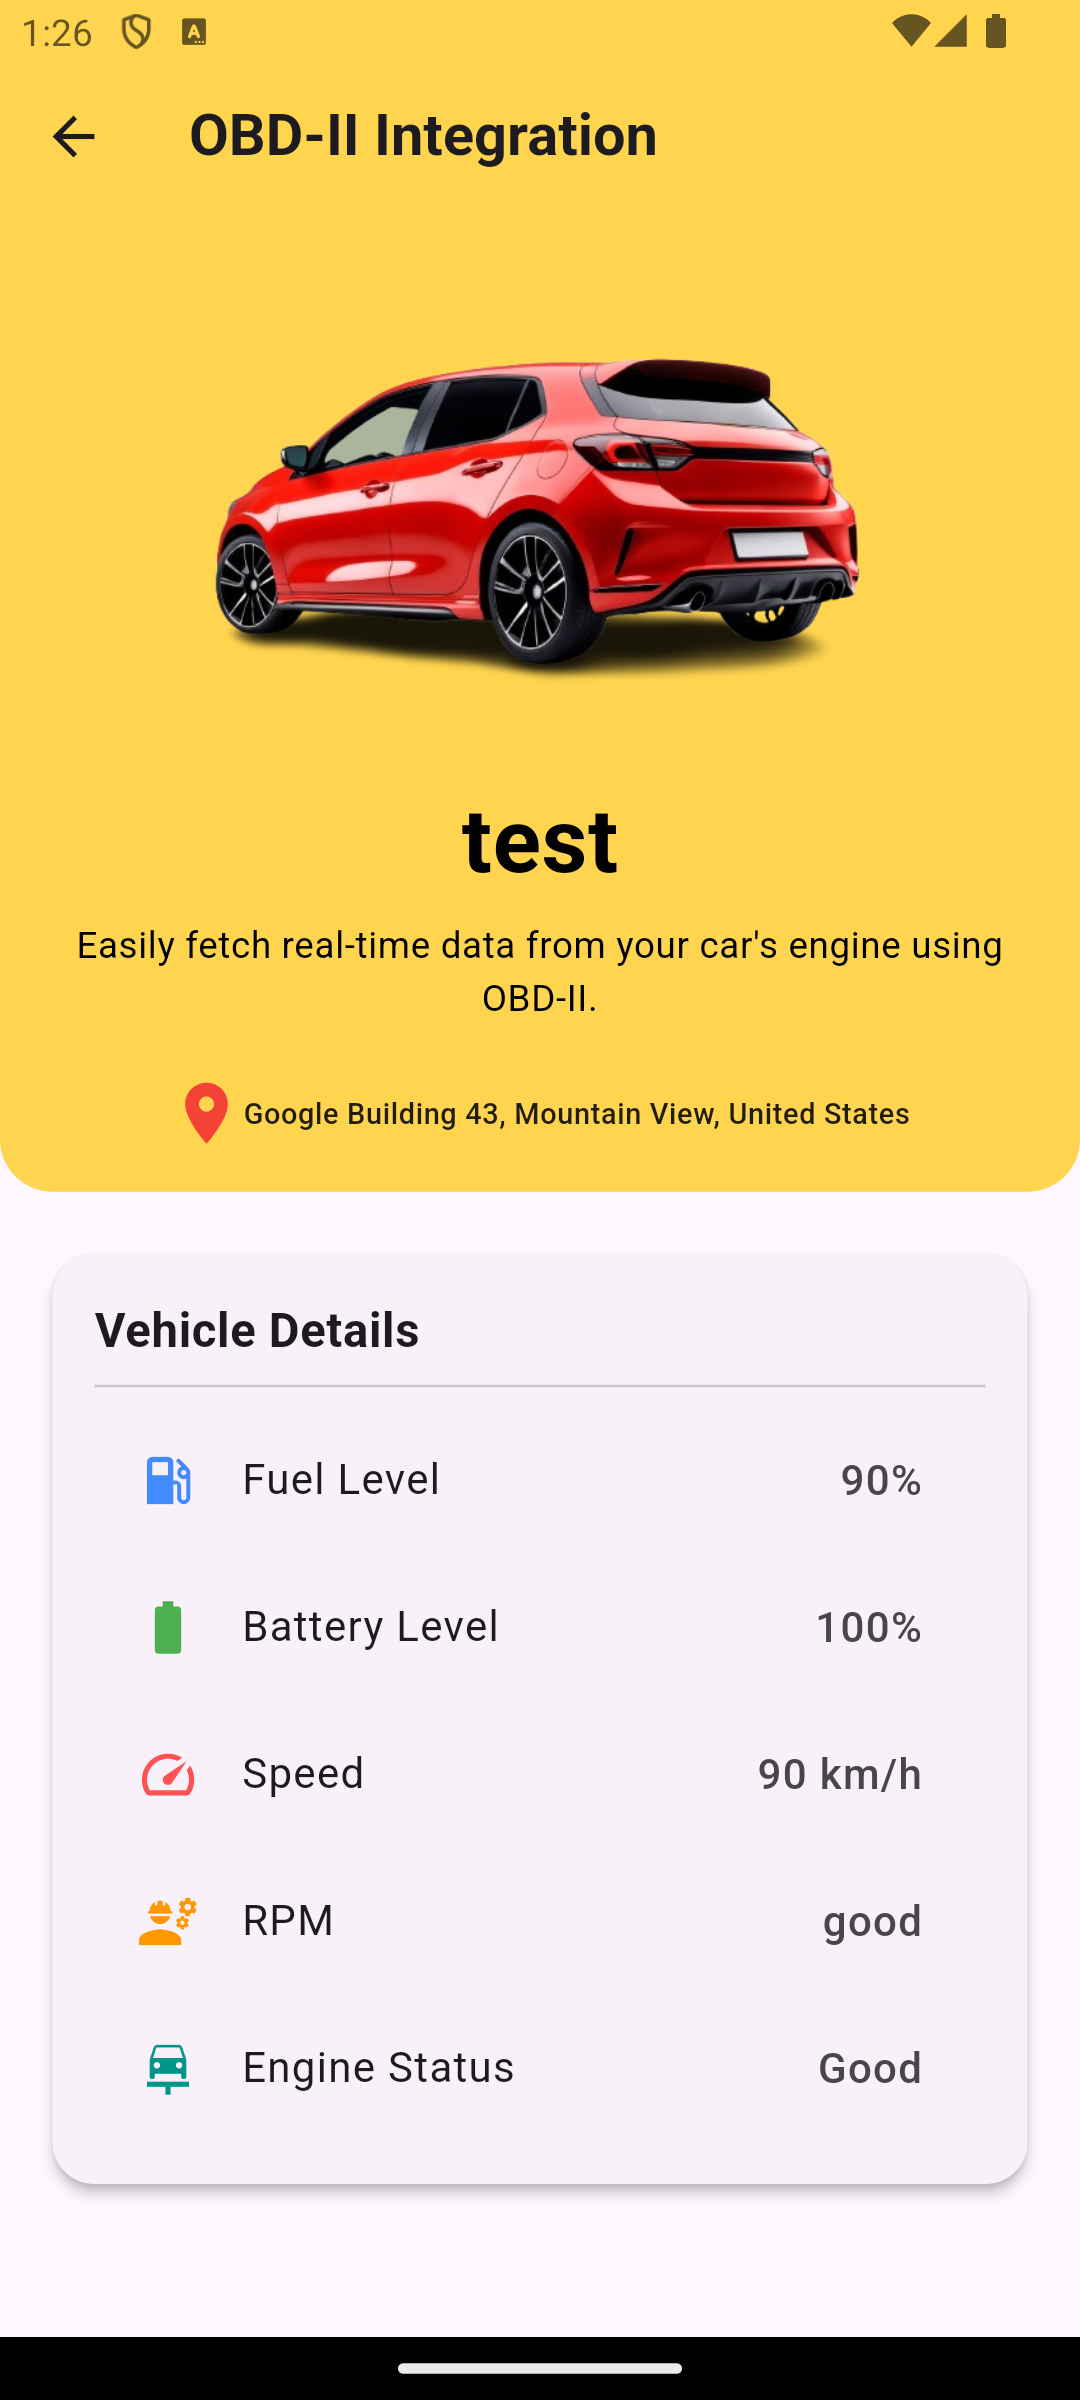 1:26
OBD-II Integration
test
Easily fetch real-time data from your car's engine using
OBD-II.
Google Building 43, Mountain View, United States
Vehicle Details
Fuel Level 90%
Battery Level 100%
Speed 90 km/h
RPM good
Engine Status Good